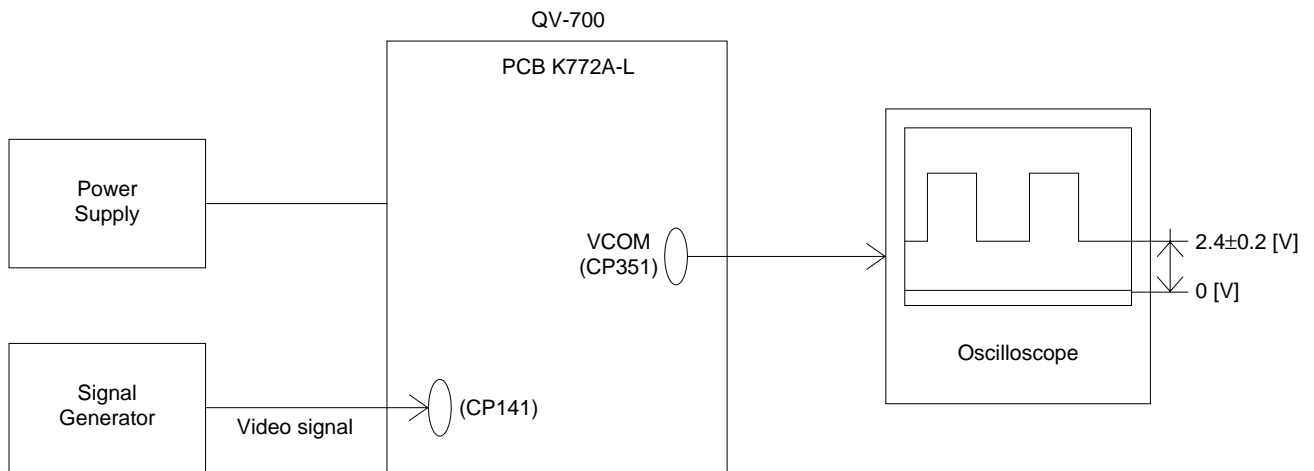 QV-700
PCB K772A-L
Power
Supply
VCOM
(CP351)
2.4±0.2 [V]
0 [V]
Oscilloscope
Signal
Generator
Video signal
(CP141)